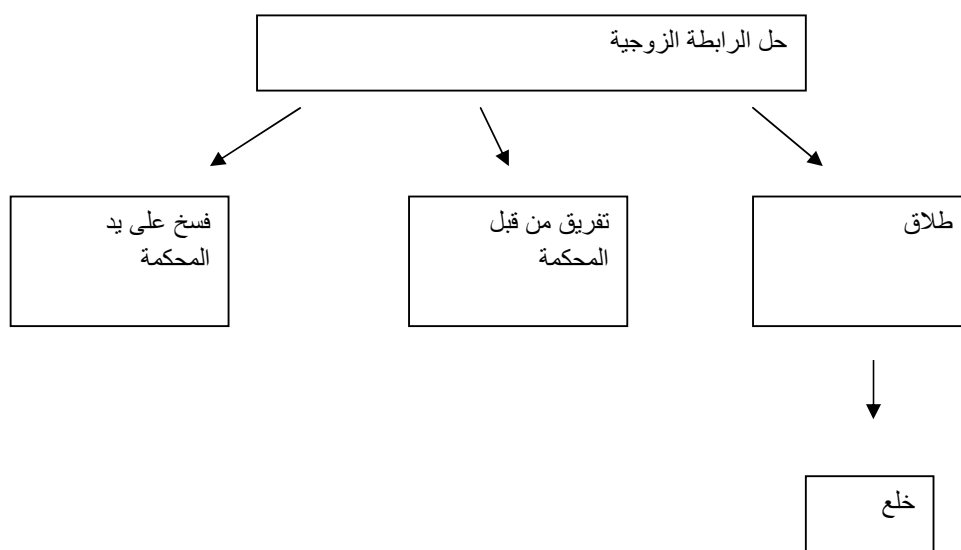 حل الرابطة الزوجية
طلاق
تفريق من قبل
المحكمة
فسخ على يد
المحكمة
خلع